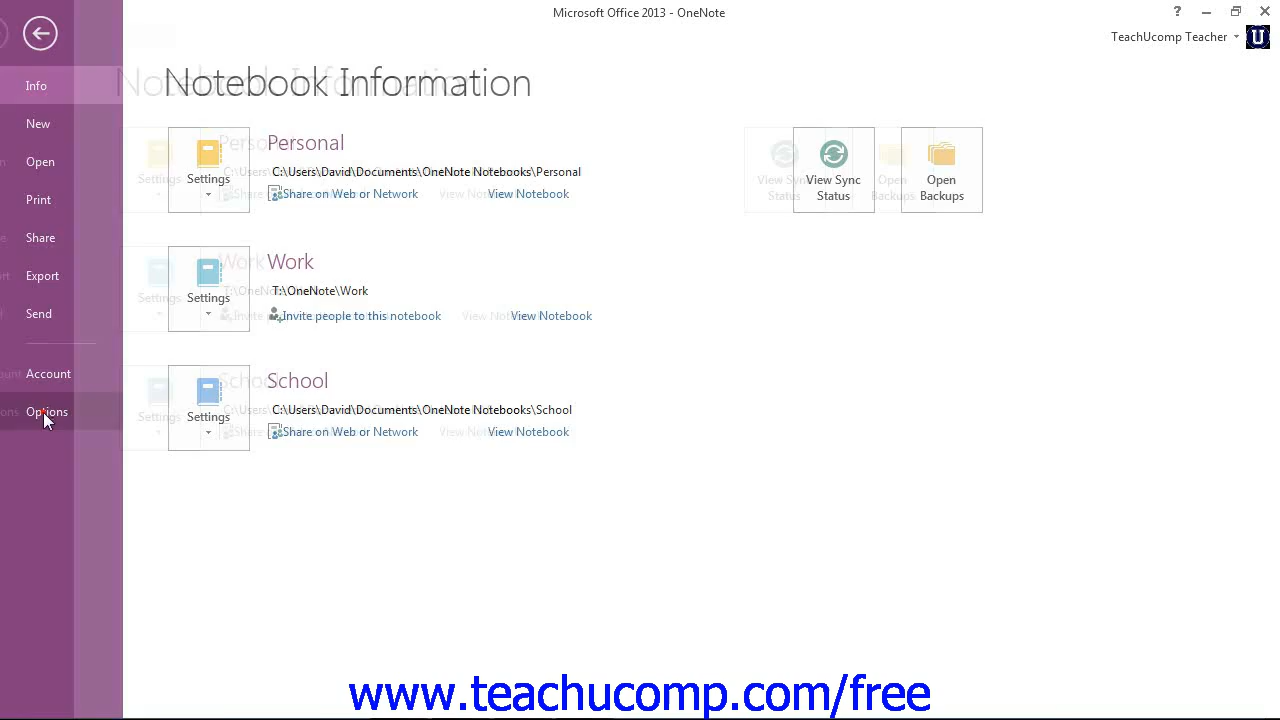 Microsoft Office 2013 - OneNote
?
TeachUcomp Teacher
U
Info
New
Open
Print
Share
Export
Send
Account
Options
Notebook Information
Settings
Personal
C:\Users\David\Documents\OneNote Notebooks\Personal
Share on Web or Network View Notebook
View Sync Status
Open Backups
Settings
Work
T:\OneNote\Work
Invite people to this notebook View Notebook
Settings
School
C:\Users\David\Documents\OneNote Notebooks\School
Share on Web or Network View Notebook
www.teachucomp.com/free